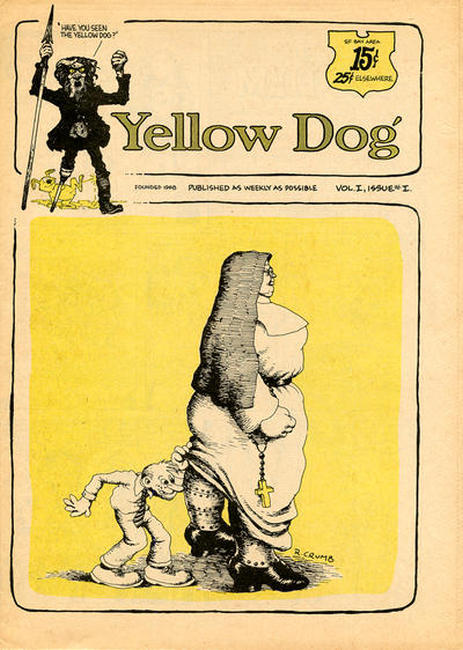 "HAVE YOU SEEN
THE YELLOW DOG?"
SF BAY AREA
15¢
25¢ ELSEWHERE
Yellow Dog
FOUNDED 1968 PUBLISHED AS WEEKLY AS POSSIBLE VOL. I, ISSUE Nº I.
R. CRUMB